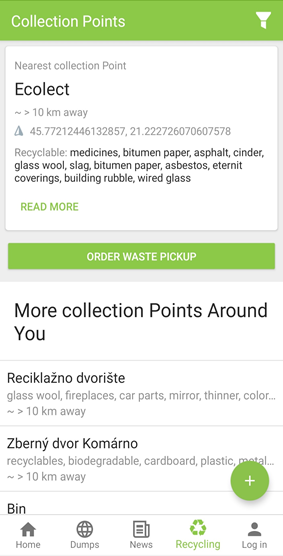 Collection Points
Nearest collection Point
Ecolect
~ > 10 km away
45.77212446132857, 21.222726070607578
Recyclable: medicines, bitumen paper, asphalt, cinder,
glass wool, slag, bitumen paper, asbestos, eternit
coverings, building rubble, wired glass
READ MORE
ORDER WASTE PICKUP
More collection Points Around
You
Reciklažno dvorište
glass wool, fireplaces, car parts, mirror, thinner, color...
~ > 10 km away
Zberný dvor Komárno
recyclables, biodegradable, cardboard, plastic, metal...
~ > 10 km away
+
Bin
Home Dumps News Recycling Log in